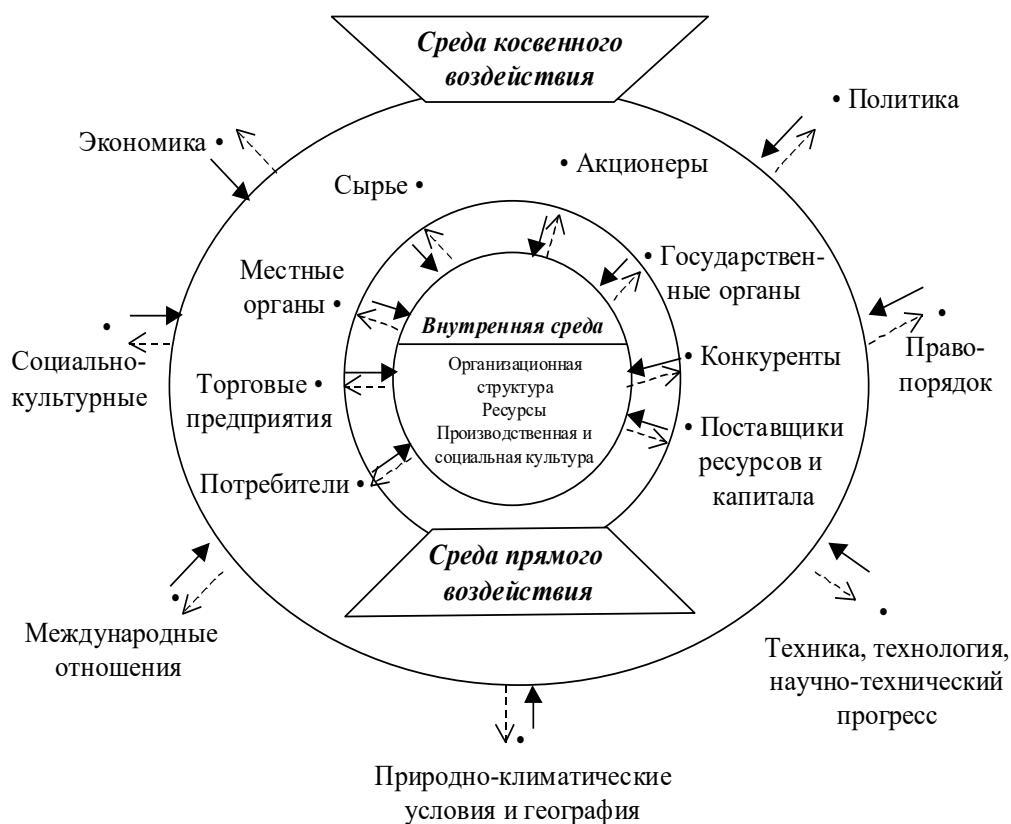 Среда косвенного
воздействия
• Политика
Экономика •
• Акционеры
Сырье •
• Государствен-
ные органы
Местные
органы •
Внутренняя среда
Организационная
структура
Ресурсы
Производственная и
социальная культура
• Конкуренты
•
Социально-
культурные
•
Право-
порядок
Торговые •
предприятия
• Поставщики
ресурсов и
капитала
Потребители •
Среда прямого
воздействия
•
Международные
отношения
•
Техника, технология,
научно-технический
прогресс
•
Природно-климатические
условия и география